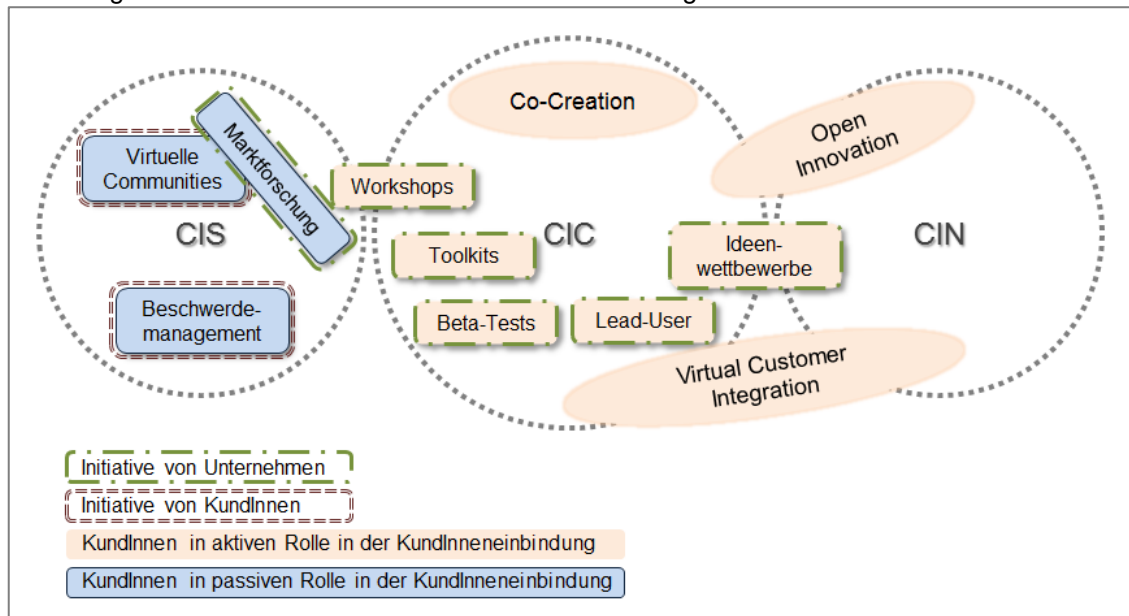 Co-Creation
Open
Innovation
Marktforschung
Virtuelle
Communities
Workshops
CIS
CIC
CIN
Toolkits
Ideen-
wettbewerbe
Beschwerde-
management
Beta-Tests
Lead-User
Virtual Customer
Integration
Initiative von Unternehmen
Initiative von KundInnen
KundInnen in aktiven Rolle in der KundInneneinbindung
KundInnen in passiven Rolle in der KundInneneinbindung